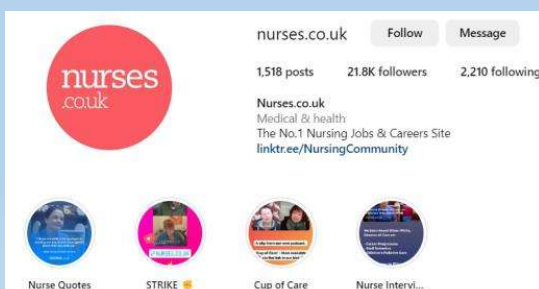 nurses
.co.uk
nurses.co.uk Follow Message
1,518 posts 21.8K followers 2,210 following
Nurses.co.uk
Medical & health
The No.1 Nursing Jobs & Careers Site
linktr.ee/NursingCommunity
Nurse Quotes STRIKE ✊ Cup of Care Nurse Intervi...